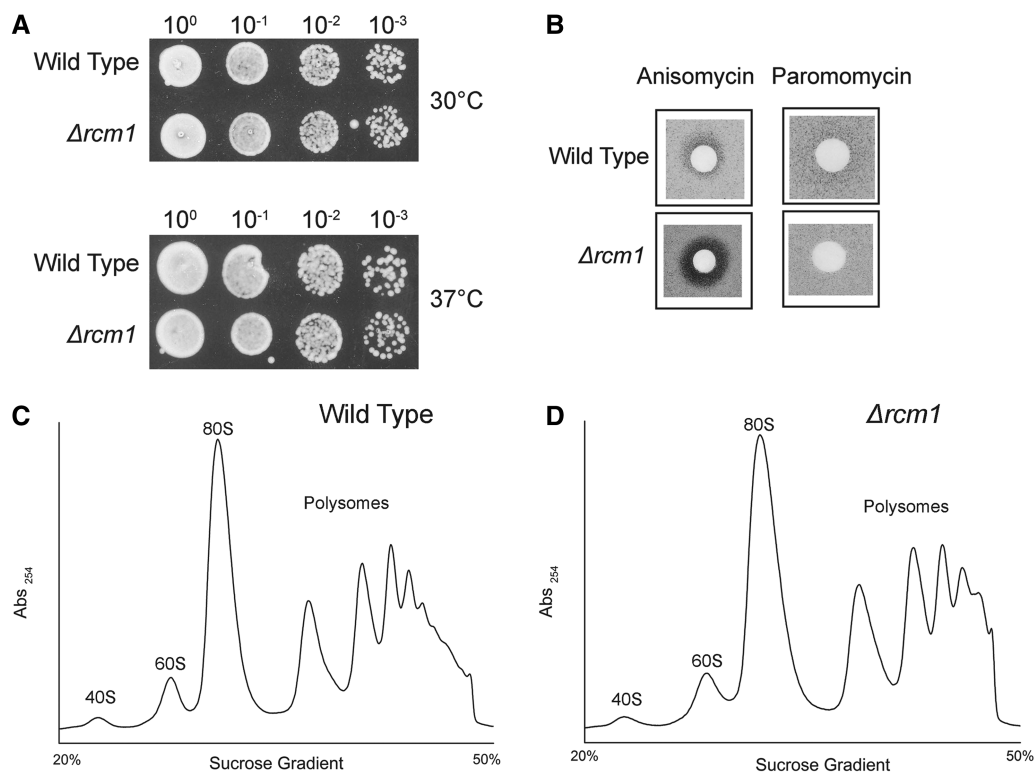 A
10⁰ 10⁻¹ 10⁻² 10⁻³
Wild Type
Δrcm1
30°C
10⁰ 10⁻¹ 10⁻² 10⁻³
Wild Type
Δrcm1
37°C
B
Anisomycin Paromomycin
Wild Type
Δrcm1
C
Wild Type
80S
Polysomes
60S
40S
Abs 254
20% 50%
Sucrose Gradient
D
Δrcm1
80S
Polysomes
60S
40S
Abs 254
20% 50%
Sucrose Gradient